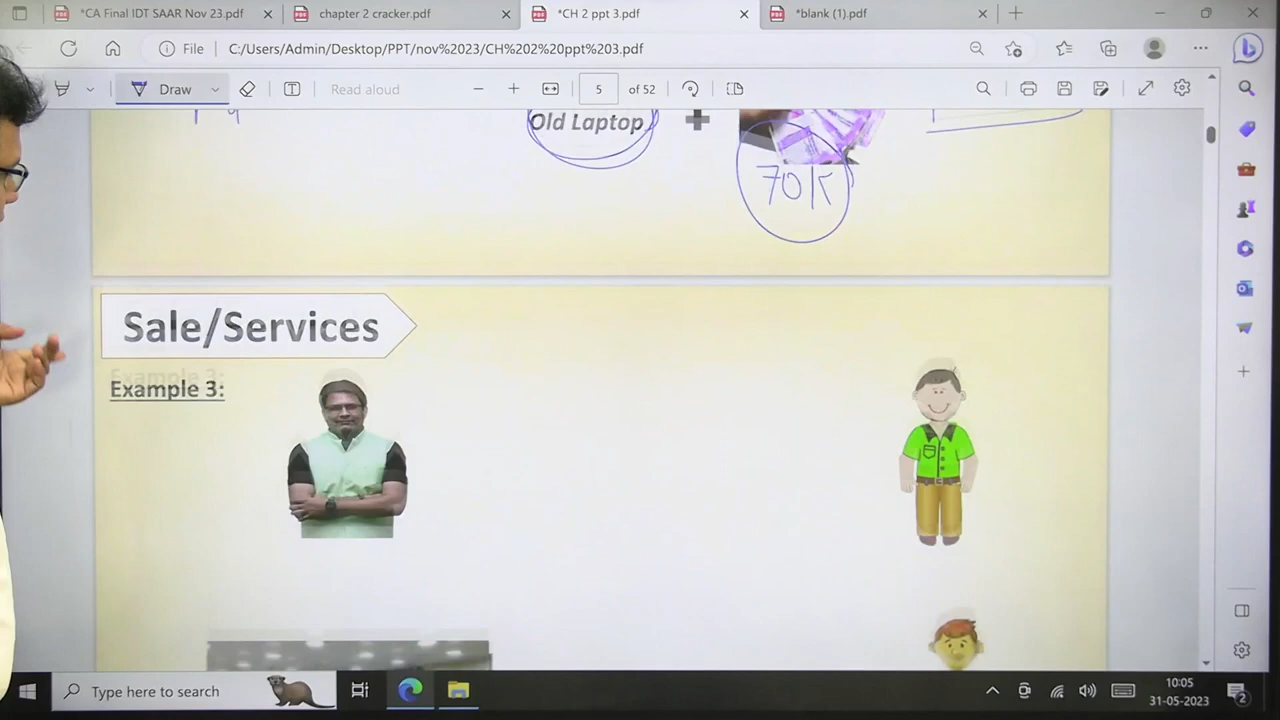 *CA Final IDT SAAR Nov 23.pdf
chapter 2 cracker.pdf
*CH 2 ppt 3.pdf
*blank (1).pdf
File
C:/Users/Admin/Desktop/PPT/nov%2023/CH%202%20ppt%203.pdf
Draw
Read aloud
5
of 52
Old Laptop
+
70K
Sale/Services
Example 3:
Type here to search
10:05
31-05-2023
2